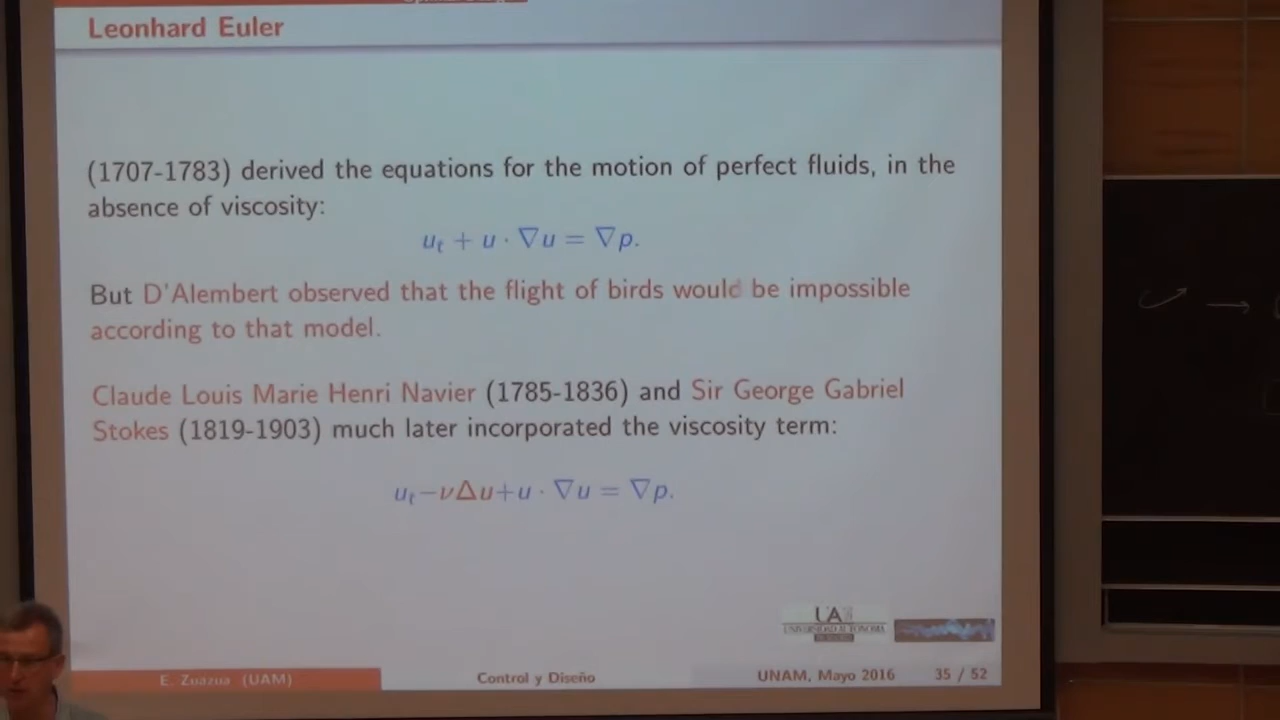 Leonhard Euler
(1707-1783) derived the equations for the motion of perfect fluids, in the
absence of viscosity:
u_t + u · ∇u = ∇p.
But D'Alembert observed that the flight of birds would be impossible
according to that model.
Claude Louis Marie Henri Navier (1785-1836) and Sir George Gabriel
Stokes (1819-1903) much later incorporated the viscosity term:
u_t−νΔu+u · ∇u = ∇p.
UNIVERSIDAD AUTONOMA
E. Zuazua (UAM) Control y Diseño UNAM, Mayo 2016 35 / 52